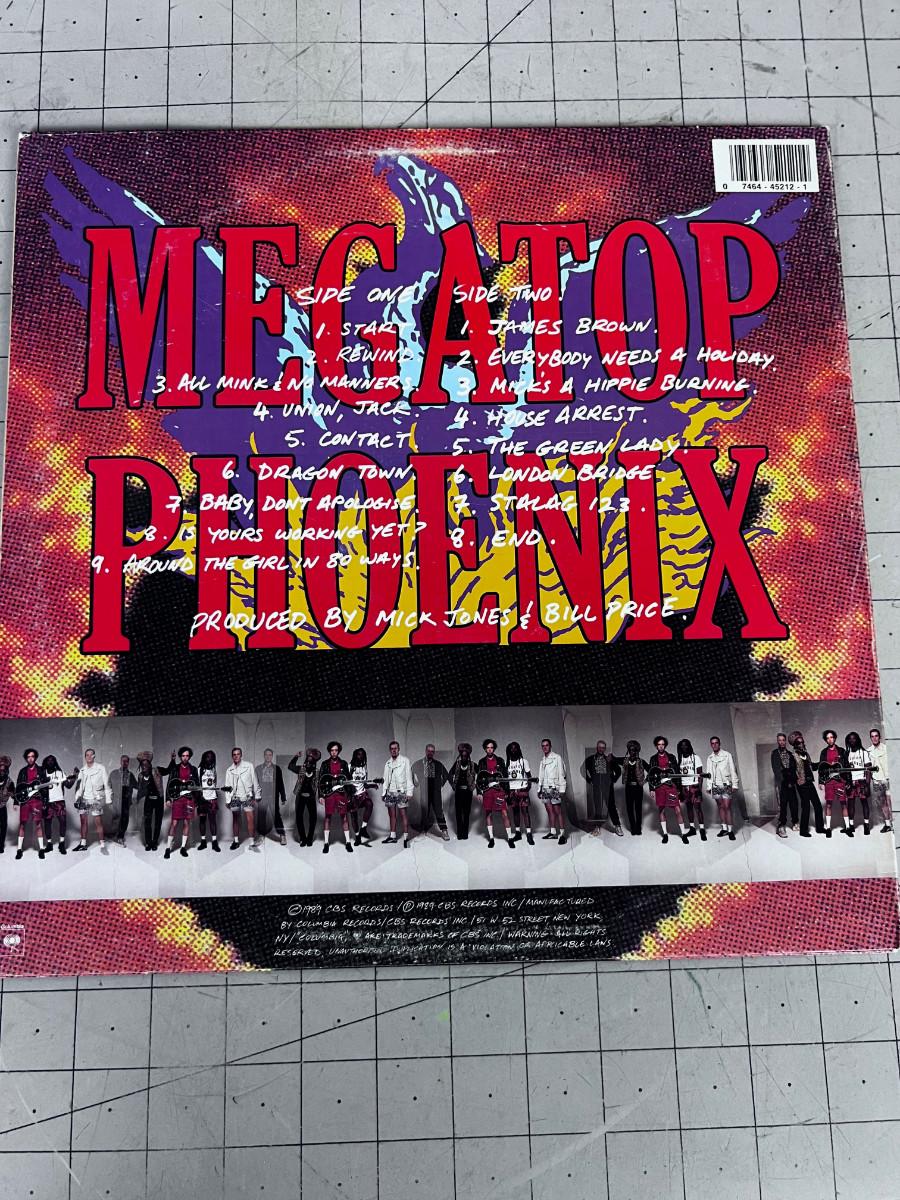 0 7464-45212-1
MEGATOP
PHOENIX
SIDE ONE.
1. START.
2. REWIND.
3. ALL MINK & NO MANNERS.
4. UNION, JACK.
5. CONTACT
6. DRAGON TOWN.
7 BABY DON'T APOLOGISE
8. IS YOURS WORKING YET?
9. AROUND THE GIRL IN 80 WAYS.
SIDE TWO.
1. JAMES BROWN.
2. EVERYBODY NEEDS A HOLIDAY.
3. MICK'S A HIPPIE BURNING.
4. HOUSE ARREST.
5. THE GREEN LADY.
6. LONDON BRIDGE.
7. STALAG 123.
8. END.
PRODUCED BY MICK JONES & BILL PRICE.
©1989 CBS RECORDS / ℗ 1989 CBS RECORDS INC / MANUFACTURED
BY COLUMBIA RECORDS / CBS RECORDS INC / 51 W. 52 STREET NEW YORK,
NY / "COLUMBIA," ARE TRADEMARKS OF CBS INC / WARNING: ALL RIGHTS
RESERVED. UNAUTHORISED DUPLICATION IS A VIOLATION OF APPLICABLE LAWS
Columbia